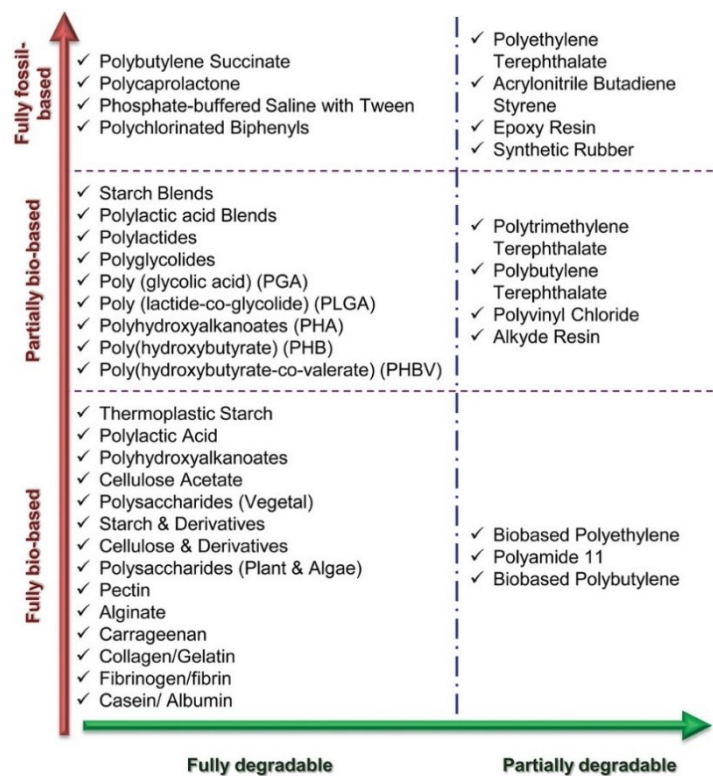 Fully fossil-
based
✓ Polybutylene Succinate
✓ Polycaprolactone
✓ Phosphate-buffered Saline with Tween
✓ Polychlorinated Biphenyls
✓ Polyethylene
Terephthalate
✓ Acrylonitrile Butadiene
Styrene
✓ Epoxy Resin
✓ Synthetic Rubber
Partially bio-based
✓ Starch Blends
✓ Polylactic acid Blends
✓ Polylactides
✓ Polyglycolides
✓ Poly (glycolic acid) (PGA)
✓ Poly (lactide-co-glycolide) (PLGA)
✓ Polyhydroxyalkanoates (PHA)
✓ Poly(hydroxybutyrate) (PHB)
✓ Poly(hydroxybutyrate-co-valerate) (PHBV)
✓ Polytrimethylene
Terephthalate
✓ Polybutylene
Terephthalate
✓ Polyvinyl Chloride
✓ Alkyde Resin
Fully bio-based
✓ Thermoplastic Starch
✓ Polylactic Acid
✓ Polyhydroxyalkanoates
✓ Cellulose Acetate
✓ Polysaccharides (Vegetal)
✓ Starch & Derivatives
✓ Cellulose & Derivatives
✓ Polysaccharides (Plant & Algae)
✓ Pectin
✓ Alginate
✓ Carrageenan
✓ Collagen/Gelatin
✓ Fibrinogen/fibrin
✓ Casein/ Albumin
✓ Biobased Polyethylene
✓ Polyamide 11
✓ Biobased Polybutylene
Fully degradable
Partially degradable